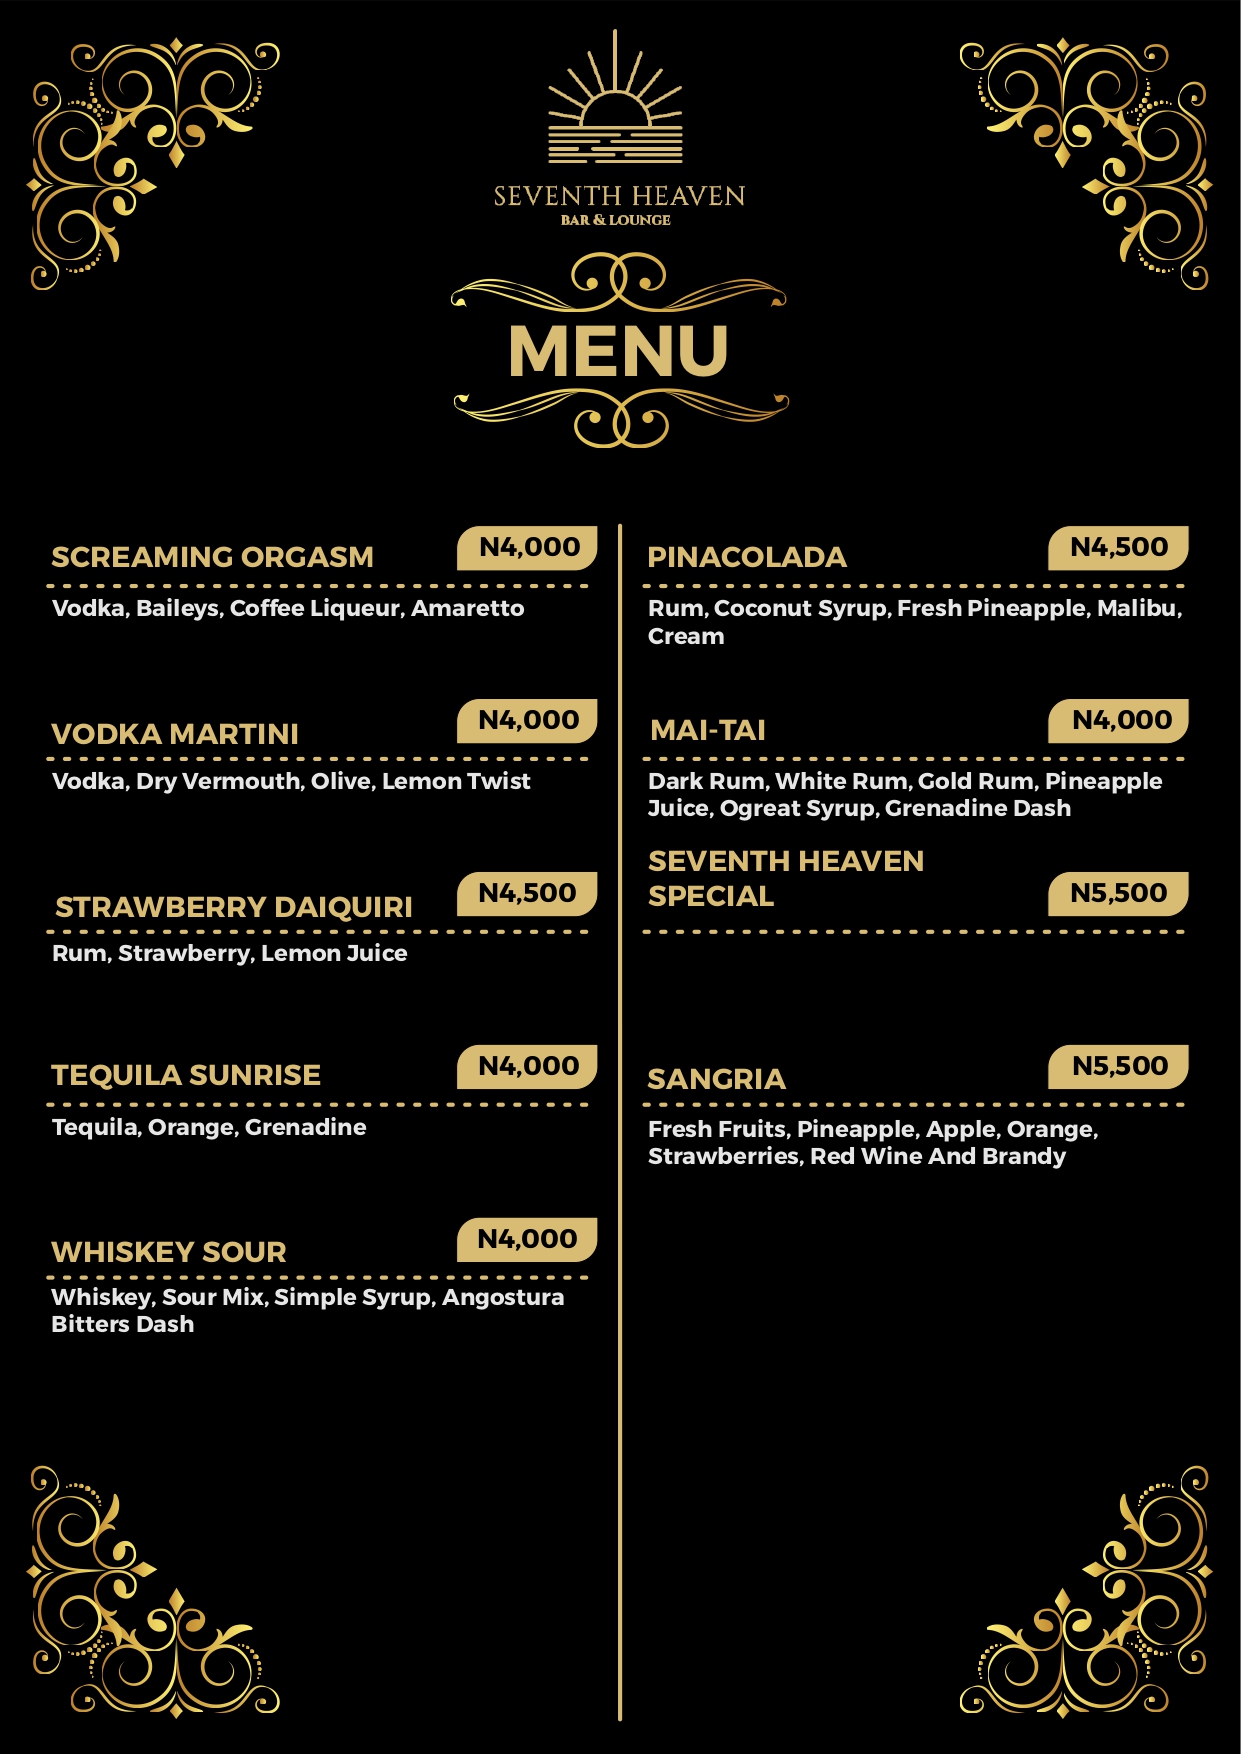 SEVENTH HEAVEN
BAR & LOUNGE
MENU
SCREAMING ORGASM
N4,000
Vodka, Baileys, Coffee Liqueur, Amaretto
VODKA MARTINI
N4,000
Vodka, Dry Vermouth, Olive, Lemon Twist
STRAWBERRY DAIQUIRI
N4,500
Rum, Strawberry, Lemon Juice
TEQUILA SUNRISE
N4,000
Tequila, Orange, Grenadine
WHISKEY SOUR
N4,000
Whiskey, Sour Mix, Simple Syrup, Angostura
Bitters Dash
PINACOLADA
N4,500
Rum, Coconut Syrup, Fresh Pineapple, Malibu,
Cream
MAI-TAI
N4,000
Dark Rum, White Rum, Gold Rum, Pineapple
Juice, Ogreat Syrup, Grenadine Dash
SEVENTH HEAVEN
SPECIAL
N5,500
SANGRIA
N5,500
Fresh Fruits, Pineapple, Apple, Orange,
Strawberries, Red Wine And Brandy